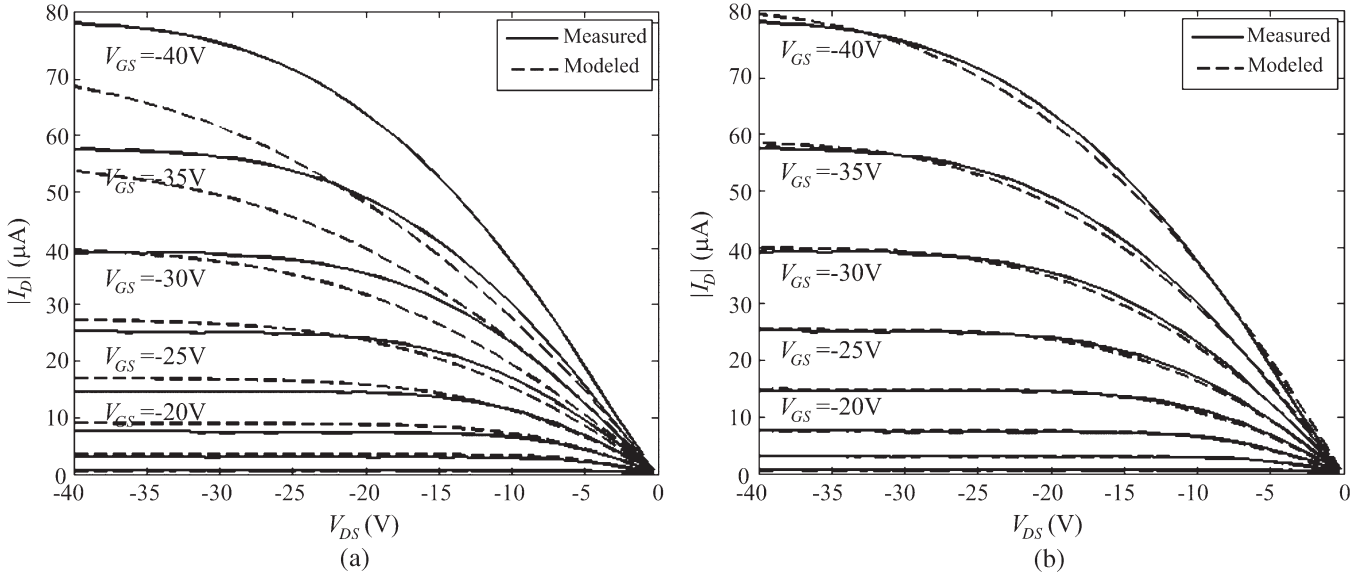 (a)
80
70
60
50
40
30
20
10
0
|I_D| (μA)
-40 -35 -30 -25 -20 -15 -10 -5 0
V_DS (V)
V_GS=-40V
V_GS=-35V
V_GS=-30V
V_GS=-25V
V_GS=-20V
Measured
Modeled
(b)
80
70
60
50
40
30
20
10
0
|I_D| (μA)
-40 -35 -30 -25 -20 -15 -10 -5 0
V_DS (V)
V_GS=-40V
V_GS=-35V
V_GS=-30V
V_GS=-25V
V_GS=-20V
Measured
Modeled